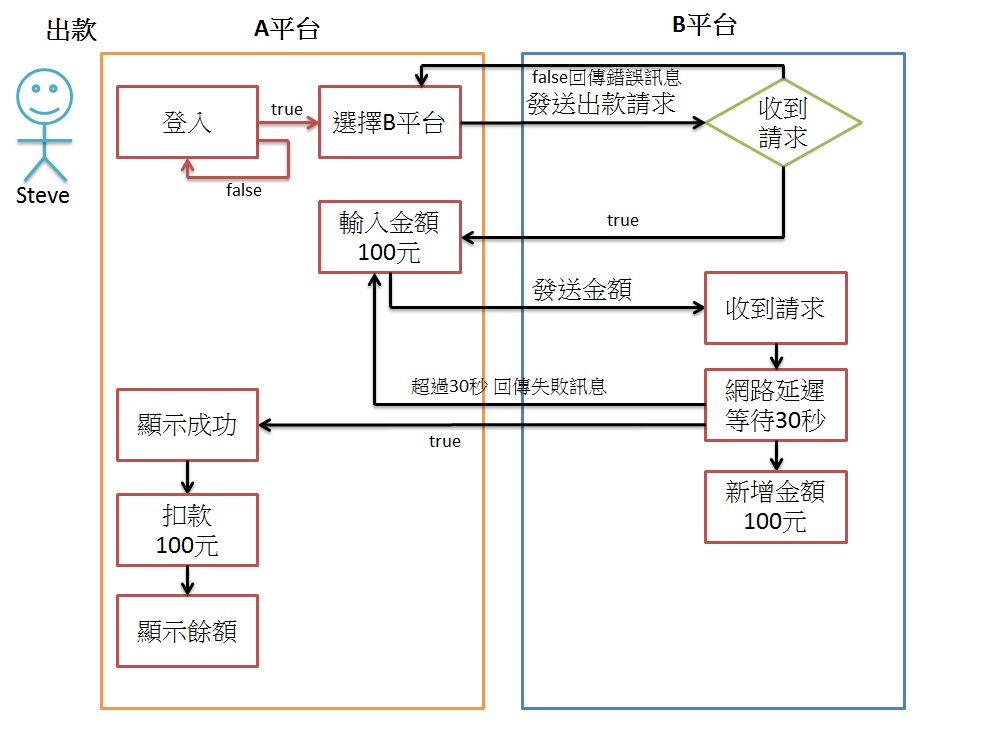 出款
A平台
B平台
Steve
登入
true
false
選擇B平台
false回傳錯誤訊息
發送出款請求
收到
請求
true
輸入金額
100元
發送金額
收到請求
超過30秒 回傳失敗訊息
網路延遲
等待30秒
true
顯示成功
新增金額
100元
扣款
100元
顯示餘額